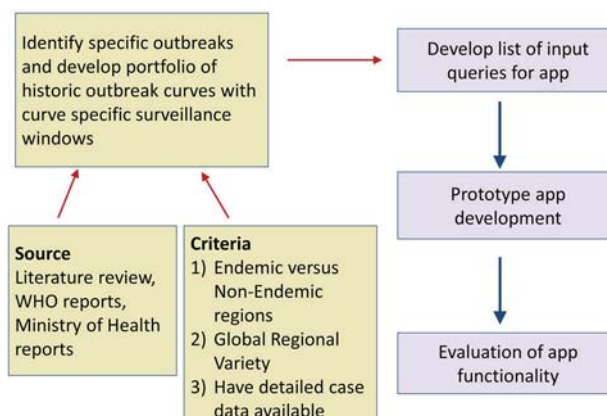 Identify specific outbreaks
and develop portfolio of
historic outbreak curves with
curve specific surveillance
windows
Develop list of input
queries for app
Prototype app
development
Evaluation of app
functionality
Source
Literature review,
WHO reports,
Ministry of Health
reports
Criteria
1) Endemic versus
Non-Endemic
regions
2) Global Regional
Variety
3) Have detailed case
data available